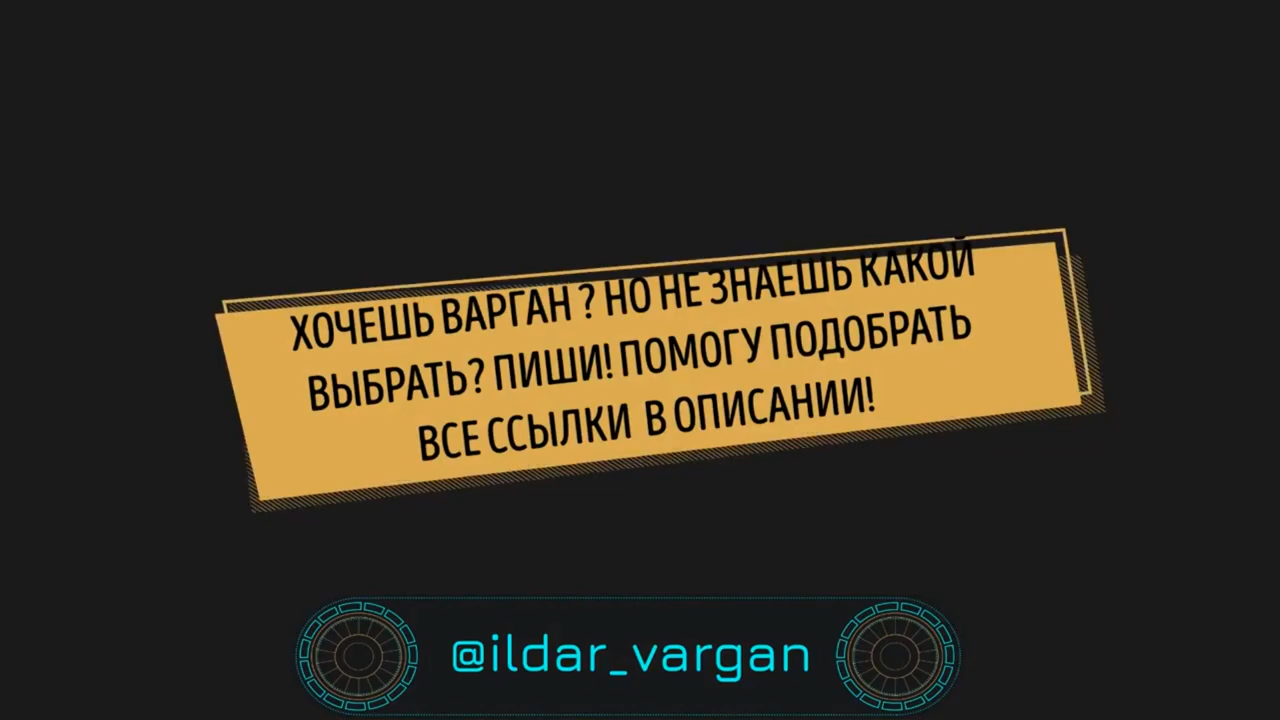 ХОЧЕШЬ ВАРГАН ? НО НЕ ЗНАЕШЬ КАКОЙ
ВЫБРАТЬ? ПИШИ! ПОМОГУ ПОДОБРАТЬ
ВСЕ ССЫЛКИ В ОПИСАНИИ!
@ildar_vargan